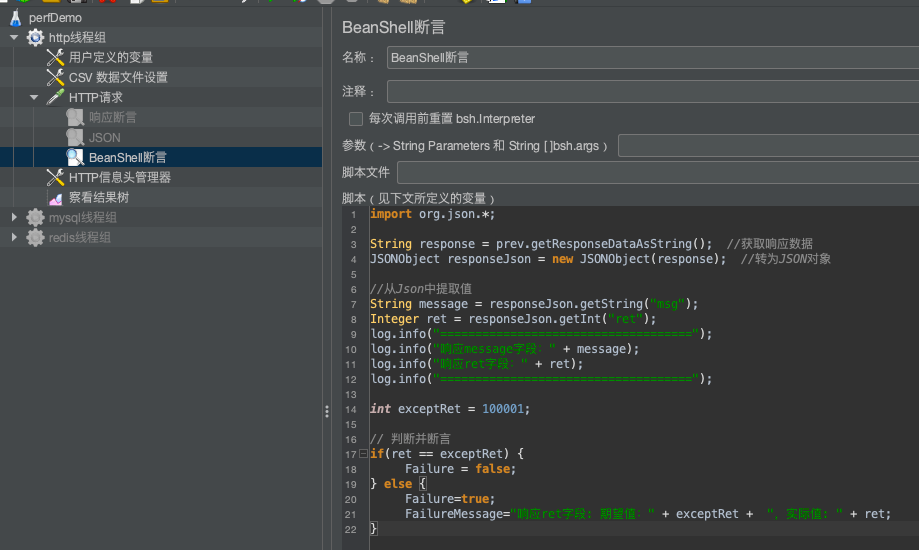 perfDemo
http线程组
用户定义的变量
CSV 数据文件设置
HTTP请求
响应断言
JSON
BeanShell断言
HTTP信息头管理器
察看结果树
mysql线程组
redis线程组
BeanShell断言
名称： BeanShell断言
注释：
每次调用前重置 bsh.Interpreter
参数（-> String Parameters 和 String [ ]bsh.args ）
脚本文件
脚本（见下文所定义的变量）
1 import org.json.*;
2
3 String response = prev.getResponseDataAsString();  //获取响应数据
4 JSONObject responseJson = new JSONObject(response);  //转为JSON对象
5
6 //从Json中提取值
7 String message = responseJson.getString("msg");
8 Integer ret = responseJson.getInt("ret");
9 log.info("====================================");
10 log.info("响应message字段：" + message);
11 log.info("响应ret字段：" + ret);
12 log.info("====================================");
13
14 int exceptRet = 100001;
15
16 // 判断并断言
17 if(ret == exceptRet) {
18     Failure = false;
19 } else {
20     Failure=true;
21     FailureMessage="响应ret字段: 期望值：" + exceptRet +  "，实际值：" + ret;
22 }